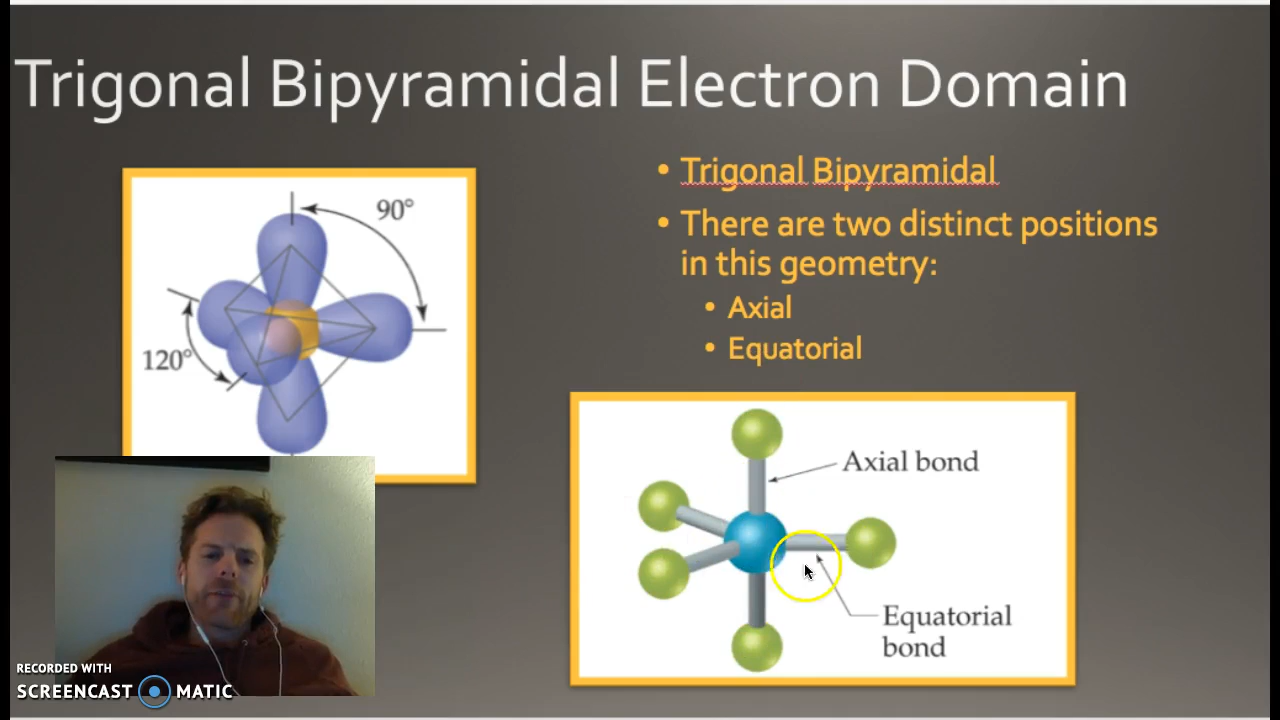 Trigonal Bipyramidal Electron Domain
• Trigonal Bipyramidal
• There are two distinct positions
in this geometry:
• Axial
• Equatorial
90°
120°
Axial bond
Equatorial
bond
RECORDED WITH
SCREENCAST MATIC